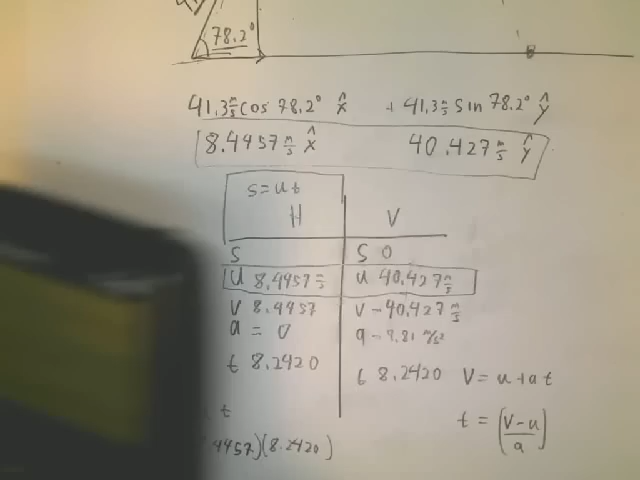 78.2°
41.3 m/s cos 78.2° x̂ + 41.3 m/s sin 78.2° ŷ
8.4457 m/s x̂ 40.427 m/s ŷ
s = ut
H V
S S 0
u 8.4457 m/s u 40.427 m/s
v 8.4457 v -40.427 m/s
a = 0 a -9.81 m/s²
t 8.2420 t 8.2420 V = u + at
t t = (V-u/a)
4457)(8.2420)